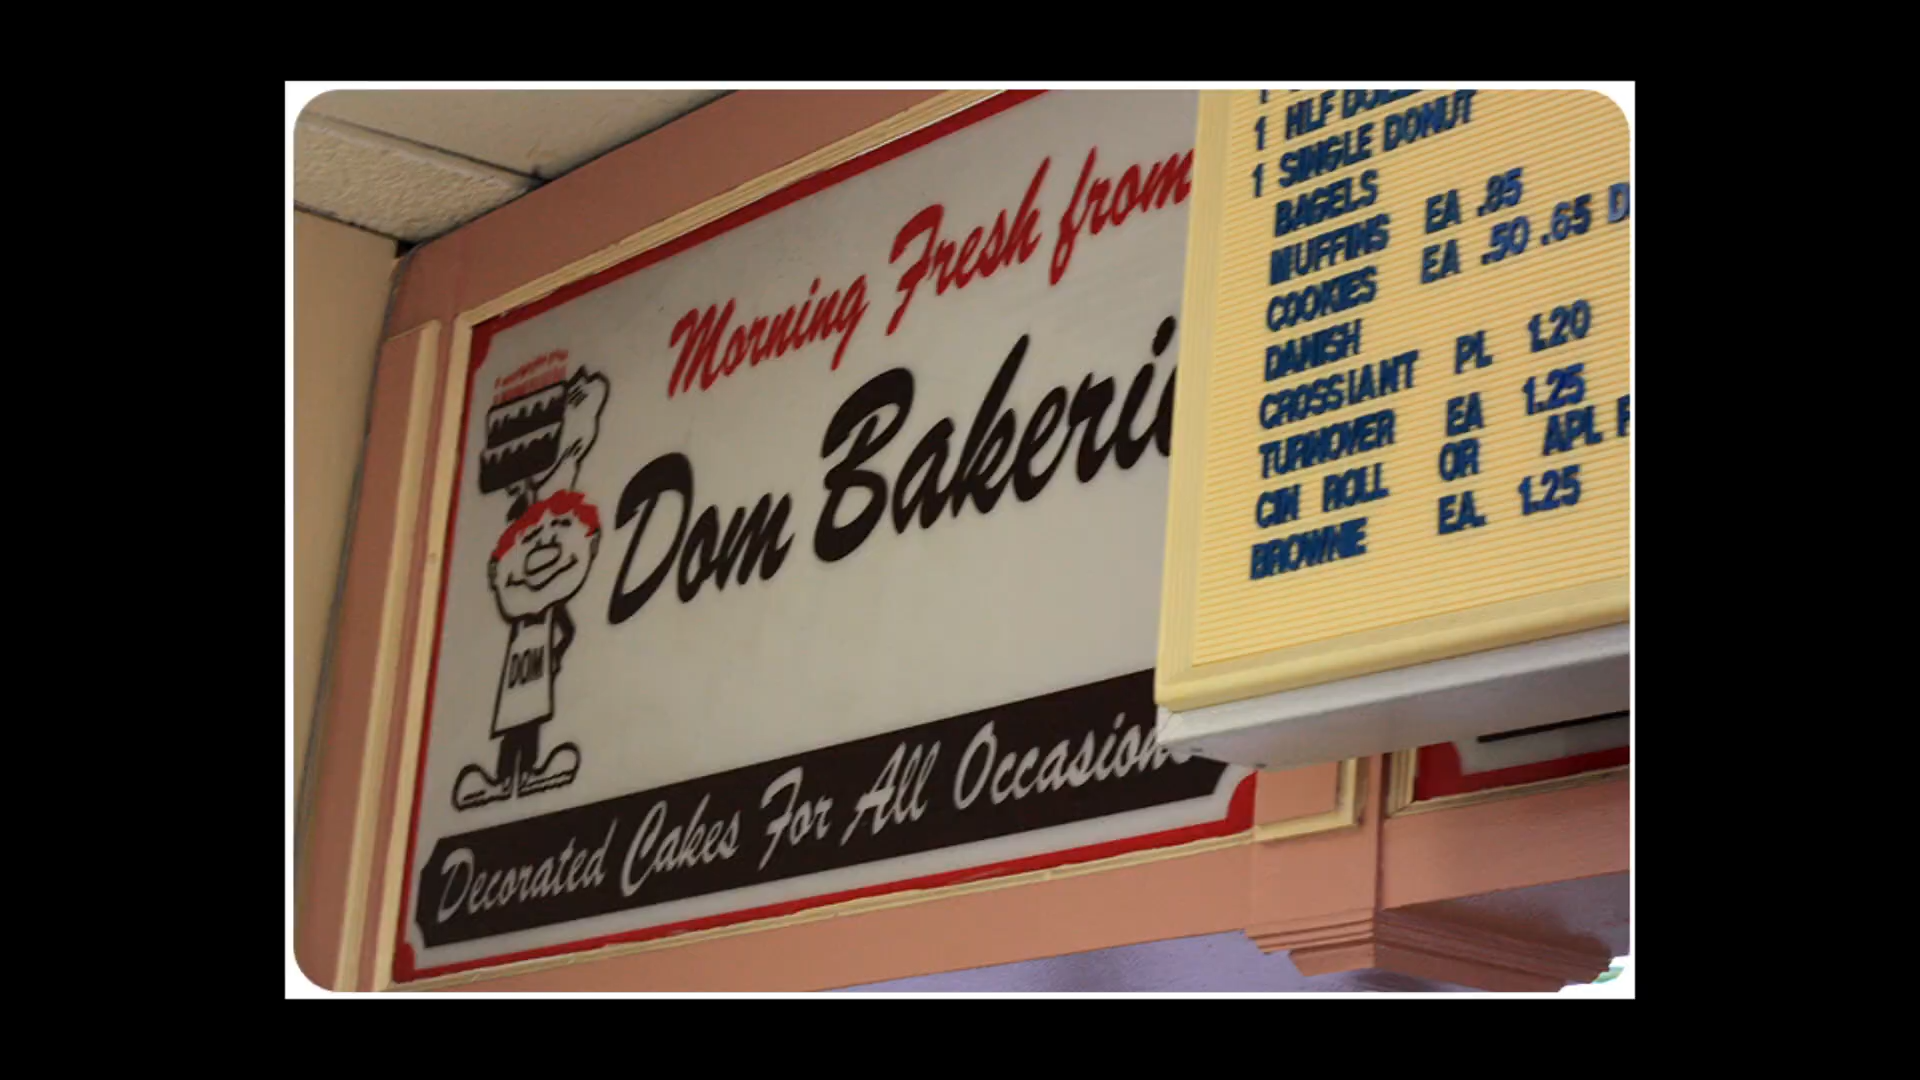 Morning Fresh from
Dom Bakeri
DOM
Decorated Cakes For All Occasion
1
1 HLF
1 SINGLE DONUT
BAGELS
MUFFINS EA .85
COOKIES EA .50 .65 D
DANISH
CROSSIANT PL 1.20
TURNOVER EA 1.25
CIN ROLL OR APL
BROWNIE EA. 1.25